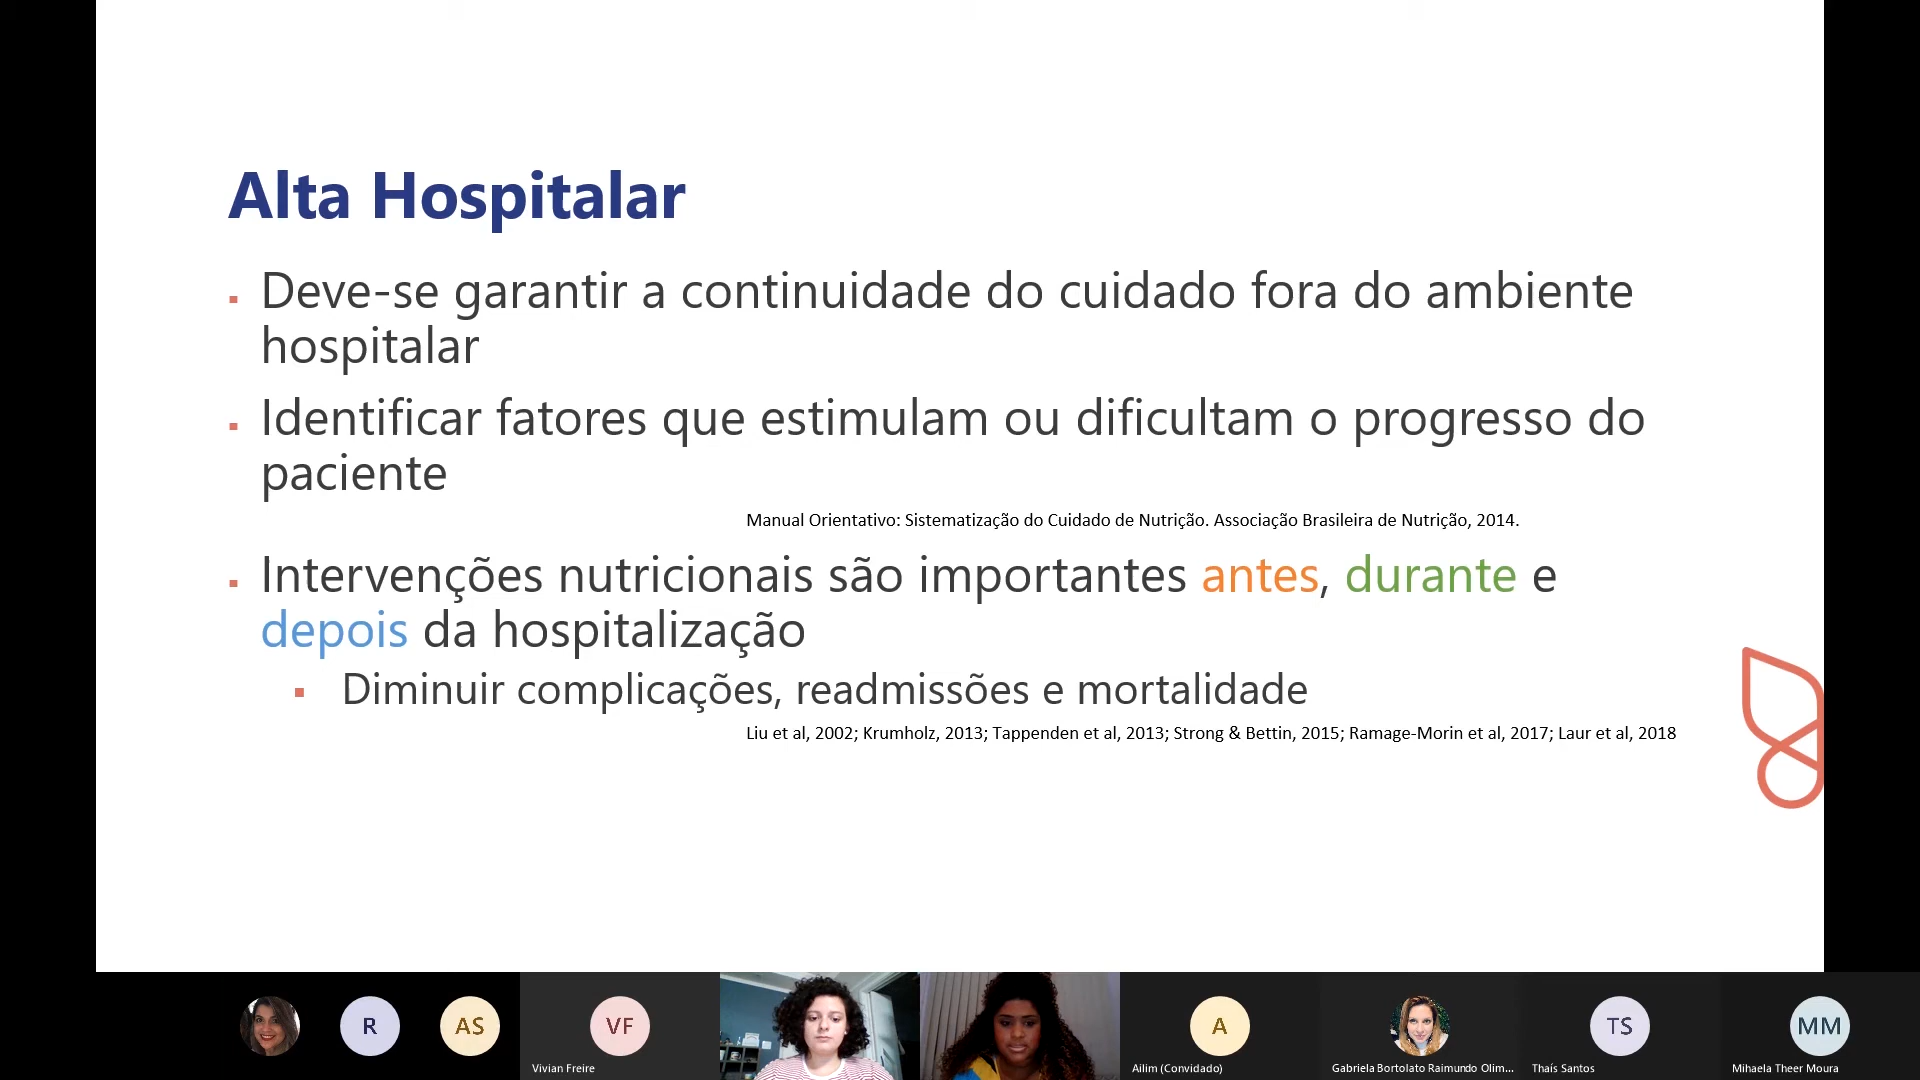 Alta Hospitalar
Deve-se garantir a continuidade do cuidado fora do ambiente
hospitalar
Identificar fatores que estimulam ou dificultam o progresso do
paciente
Manual Orientativo: Sistematização do Cuidado de Nutrição. Associação Brasileira de Nutrição, 2014.
Intervenções nutricionais são importantes antes, durante e
depois da hospitalização
Diminuir complicações, readmissões e mortalidade
Liu et al, 2002; Krumholz, 2013; Tappenden et al, 2013; Strong & Bettin, 2015; Ramage-Morin et al, 2017; Laur et al, 2018
R
AS
VF
A
TS
MM
Vivian Freire
Ailim (Convidado)
Gabriela Bortolato Raimundo Olim...
Thaís Santos
Mihaela Theer Moura